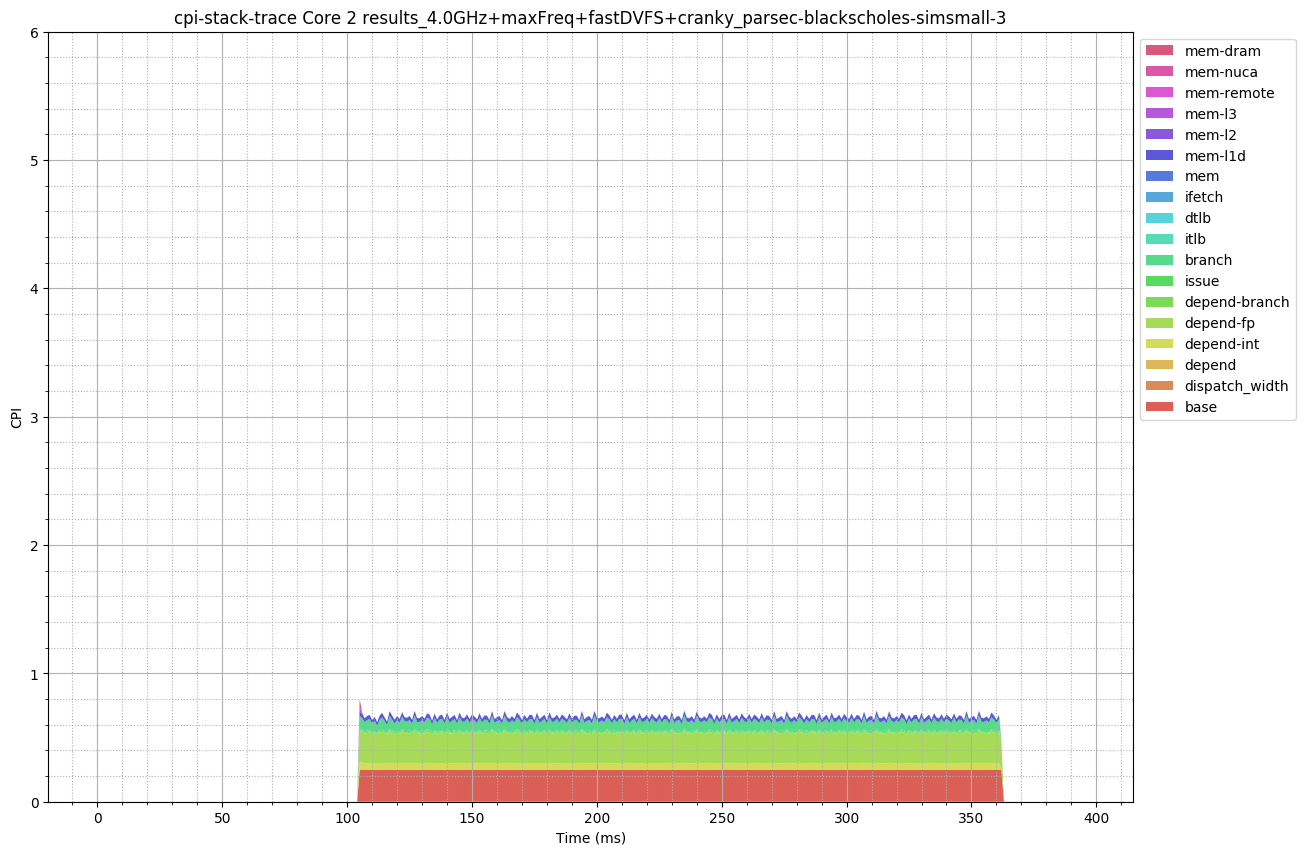 cpi-stack-trace Core 2 results_4.0GHz+maxFreq+fastDVFS+cranky_parsec-blackscholes-simsmall-3
6
5
4
3
2
1
0
CPI
0 50 100 150 200 250 300 350 400
Time (ms)
mem-dram
mem-nuca
mem-remote
mem-l3
mem-l2
mem-l1d
mem
ifetch
dtlb
itlb
branch
issue
depend-branch
depend-fp
depend-int
depend
dispatch_width
base